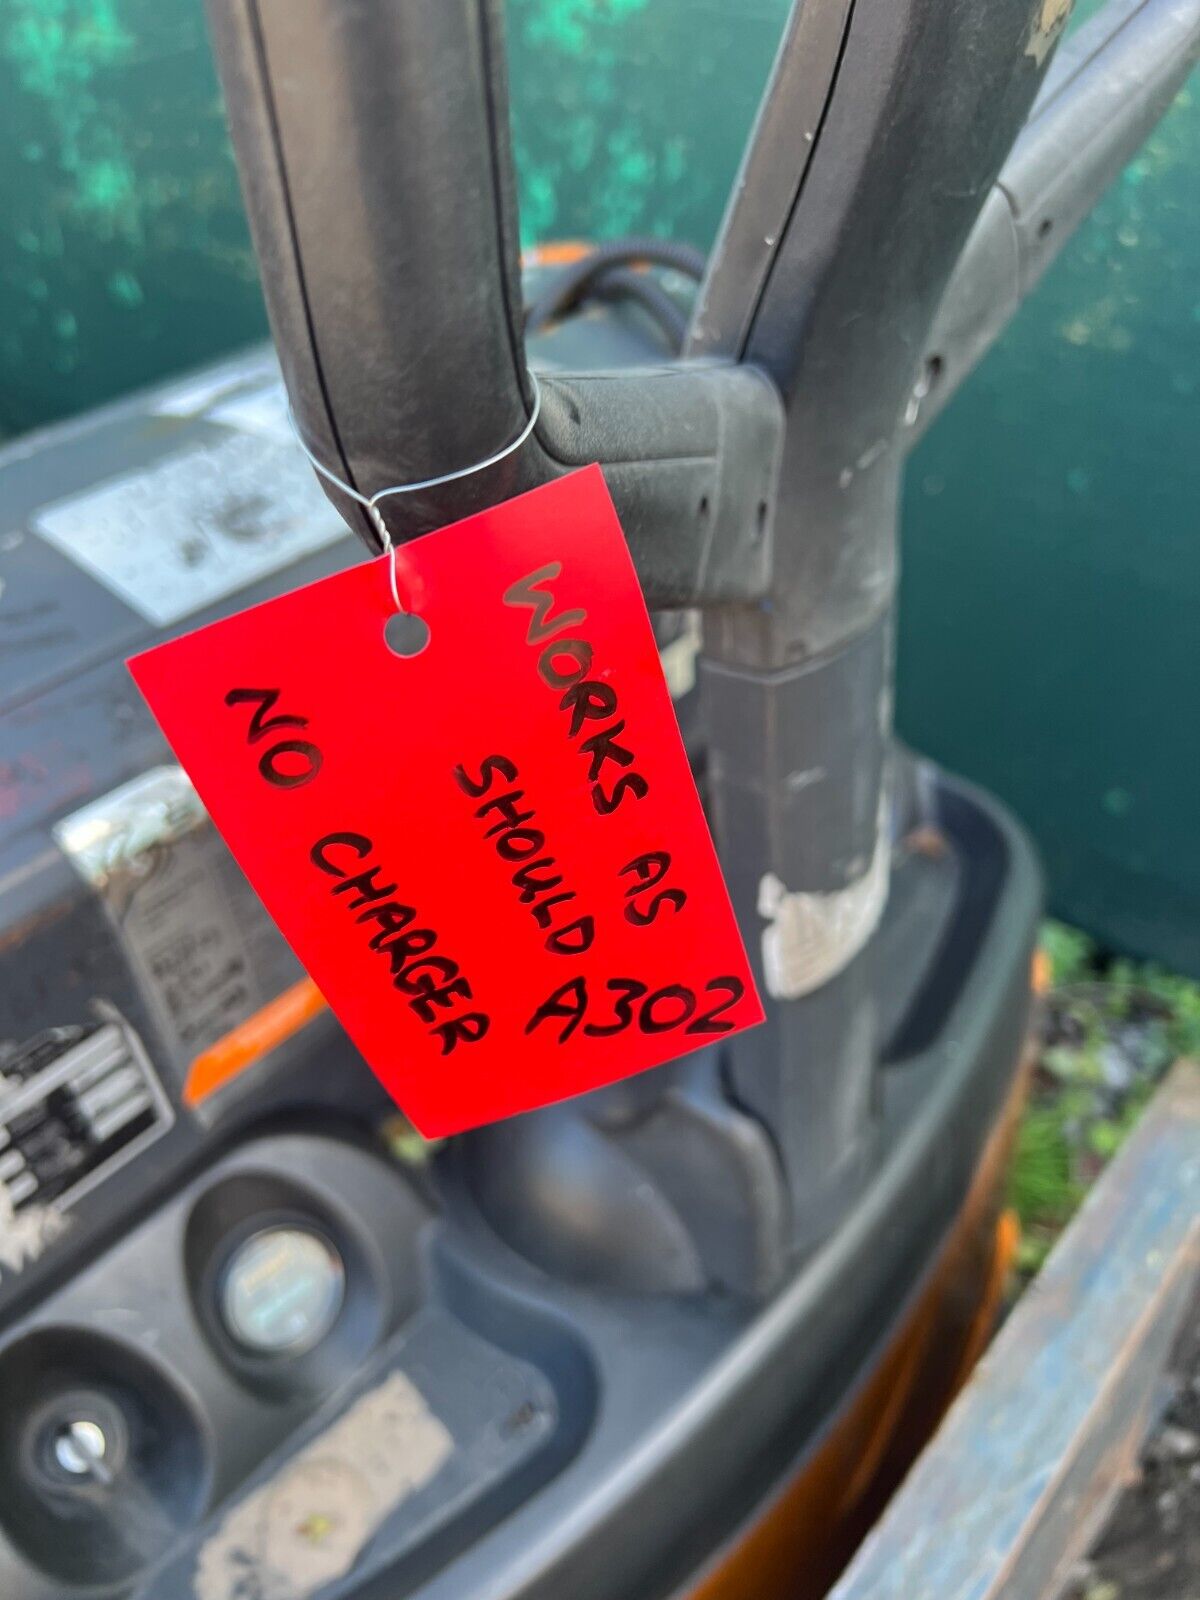 WORKS AS
SHOULD
NO CHARGER
A302